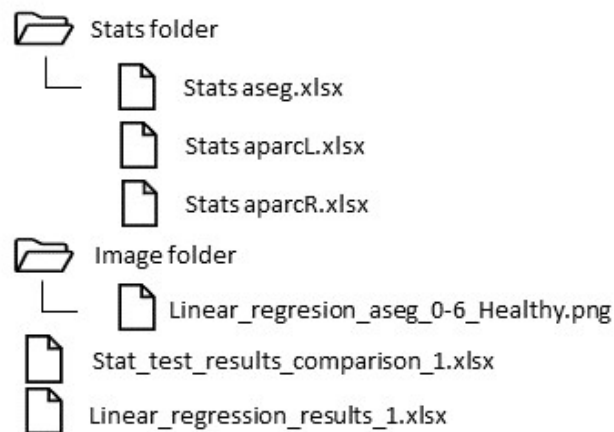 Stats folder
Stats aseg.xlsx
Stats aparcL.xlsx
Stats aparcR.xlsx
Image folder
Linear_regresion_aseg_0-6_Healthy.png
Stat_test_results_comparison_1.xlsx
Linear_regression_results_1.xlsx